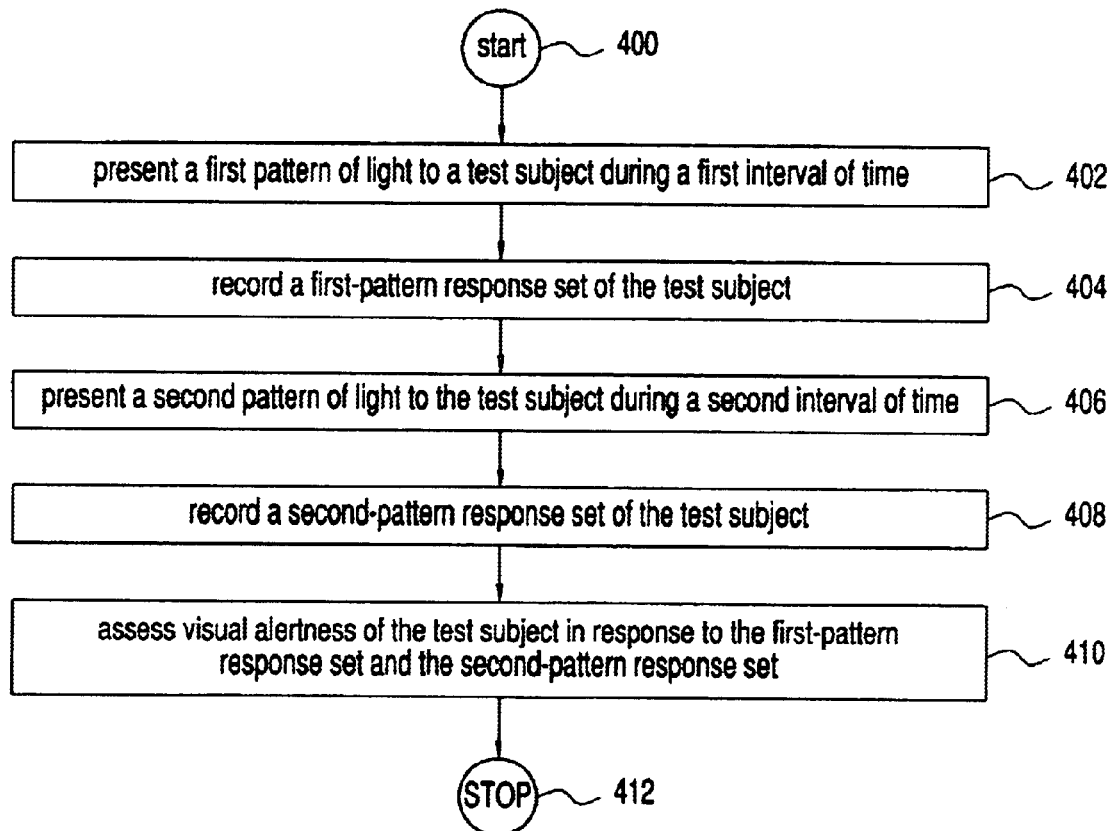 start 400
present a first pattern of light to a test subject during a first interval of time 402
record a first-pattern response set of the test subject 404
present a second pattern of light to the test subject during a second interval of time 406
record a second-pattern response set of the test subject 408
assess visual alertness of the test subject in response to the first-pattern
response set and the second-pattern response set 410
STOP 412